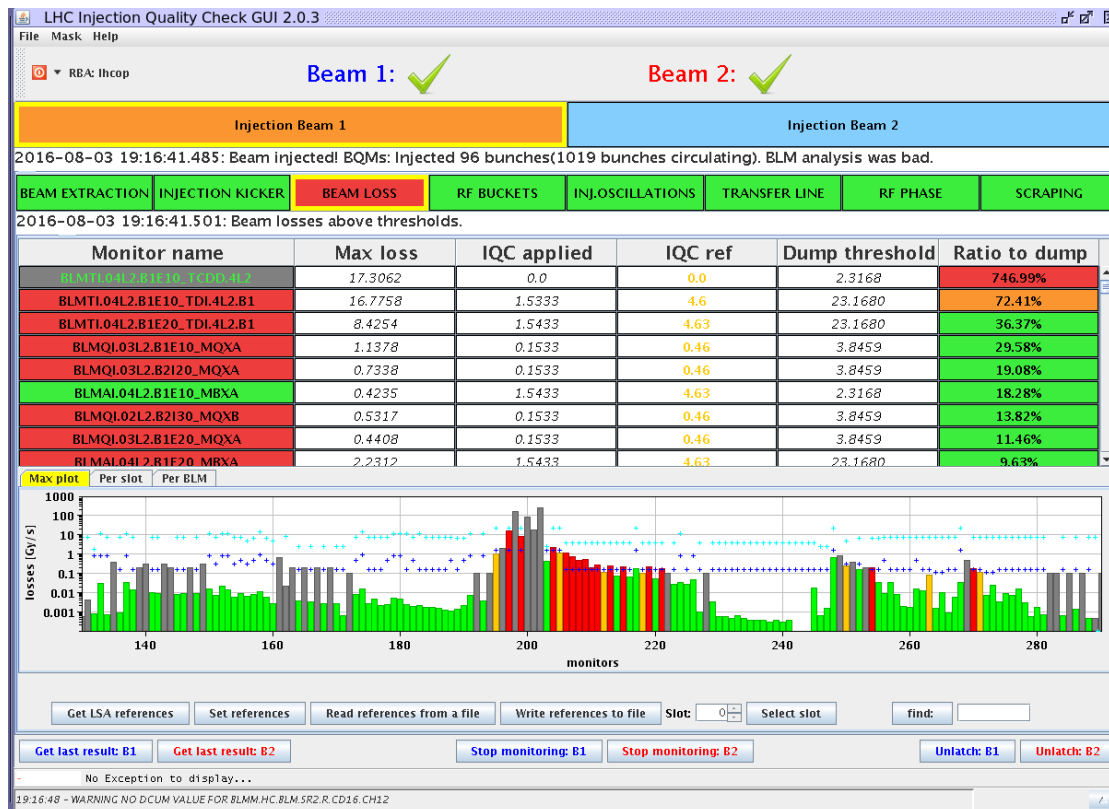 LHC Injection Quality Check GUI 2.0.3
File Mask Help
RBA: lhcop
Beam 1:
Beam 2:
Injection Beam 1
Injection Beam 2
2016-08-03 19:16:41.485: Beam injected! BQMs: Injected 96 bunches(1019 bunches circulating). BLM analysis was bad.
BEAM EXTRACTION INJECTION KICKER BEAM LOSS RF BUCKETS INJ.OSCILLATIONS TRANSFER LINE RF PHASE SCRAPING
2016-08-03 19:16:41.501: Beam losses above thresholds.
Monitor name Max loss IQC applied IQC ref Dump threshold Ratio to dump
BLMTI.04L2.B1E10_TCDD.4L2 17.3062 0.0 0.0 2.3168 746.99%
BLMTI.04L2.B1E10_TDI.4L2.B1 16.7758 1.5333 4.6 23.1680 72.41%
BLMTI.04L2.B1E20_TDI.4L2.B1 8.4254 1.5433 4.63 23.1680 36.37%
BLMQI.03L2.B1E10_MQXA 1.1378 0.1533 0.46 3.8459 29.58%
BLMQI.03L2.B2I20_MQXA 0.7338 0.1533 0.46 3.8459 19.08%
BLMAI.04L2.B1E10_MBXA 0.4235 1.5433 4.63 2.3168 18.28%
BLMQI.02L2.B2I30_MQXB 0.5317 0.1533 0.46 3.8459 13.82%
BLMQI.03L2.B1E20_MQXA 0.4408 0.1533 0.46 3.8459 11.46%
BLMAI.04L2.B1E20_MBXA 2.2312 1.5433 4.63 23.1680 9.63%
Max plot Per slot Per BLM
losses [Gy/s]
1000
100
10
1
0.1
0.01
0.001
140 160 180 200 220 240 260 280
monitors
Get LSA references Set references Read references from a file Write references to file Slot: 0 Select slot find:
Get last result: B1 Get last result: B2 Stop monitoring: B1 Stop monitoring: B2 Unlatch: B1 Unlatch: B2
- No Exception to display...
19:16:48 - WARNING NO DCUM VALUE FOR BLMM.HC.BLM.SR2.R.CD16.CH12